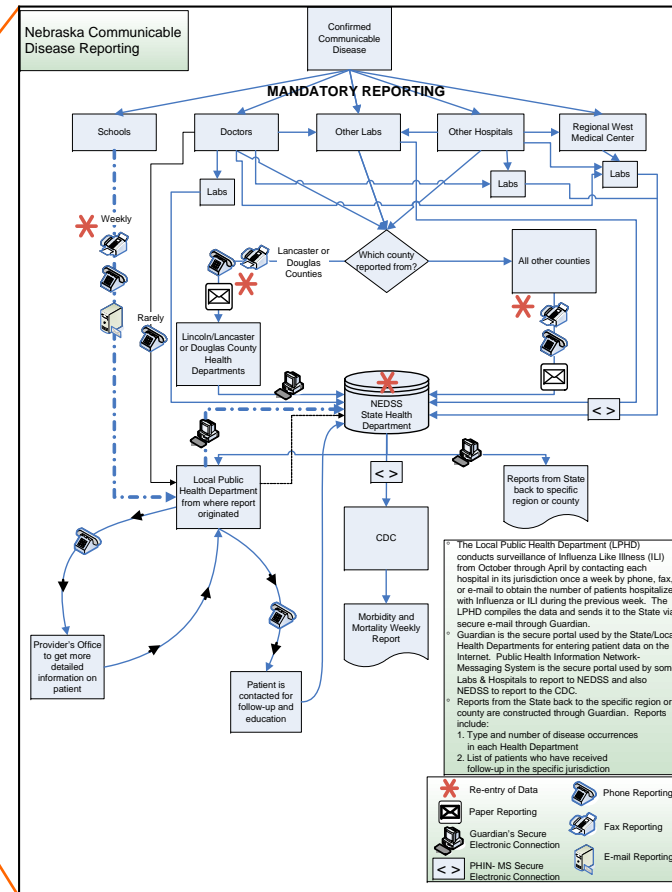 Nebraska Communicable
Disease Reporting
Confirmed
Communicable
Disease
MANDATORY REPORTING
Schools
Doctors
Other Labs
Other Hospitals
Regional West
Medical Center
Labs
Labs
Labs
Weekly
Rarely
Lancaster or
Douglas
Counties
Which county
reported from?
All other counties
Lincoln/Lancaster
or Douglas County
Health
Departments
NEDSS
State Health
Department
< >
< >
Local Public
Health Department
from where report
originated
Reports from State
back to specific
region or county
CDC
Morbidity and
Mortality Weekly
Report
Provider's Office
to get more
detailed
information on
patient
Patient is
contacted for
follow-up and
education
° The Local Public Health Department (LPHD)
conducts surveillance of Influenza Like Illness (ILI)
from October through April by contacting each
hospital in its jurisdiction once a week by phone, fax,
or e-mail to obtain the number of patients hospitalize
with Influenza or ILI during the previous week. The
LPHD compiles the data and sends it to the State via
secure e-mail through Guardian.
° Guardian is the secure portal used by the State/Loca
Health Departments for entering patient data on the
Internet. Public Health Information Network-
Messaging System is the secure portal used by som
Labs & Hospitals to report to NEDSS and also
NEDSS to report to the CDC.
° Reports from the State back to the specific region or
county are constructed through Guardian. Reports
include:
1. Type and number of disease occurrences
in each Health Department
2. List of patients who have received
follow-up in the specific jurisdiction
Re-entry of Data
Paper Reporting
Guardian's Secure
Electronic Connection
< > PHIN- MS Secure
Electronic Connection
Phone Reporting
Fax Reporting
E-mail Reporting